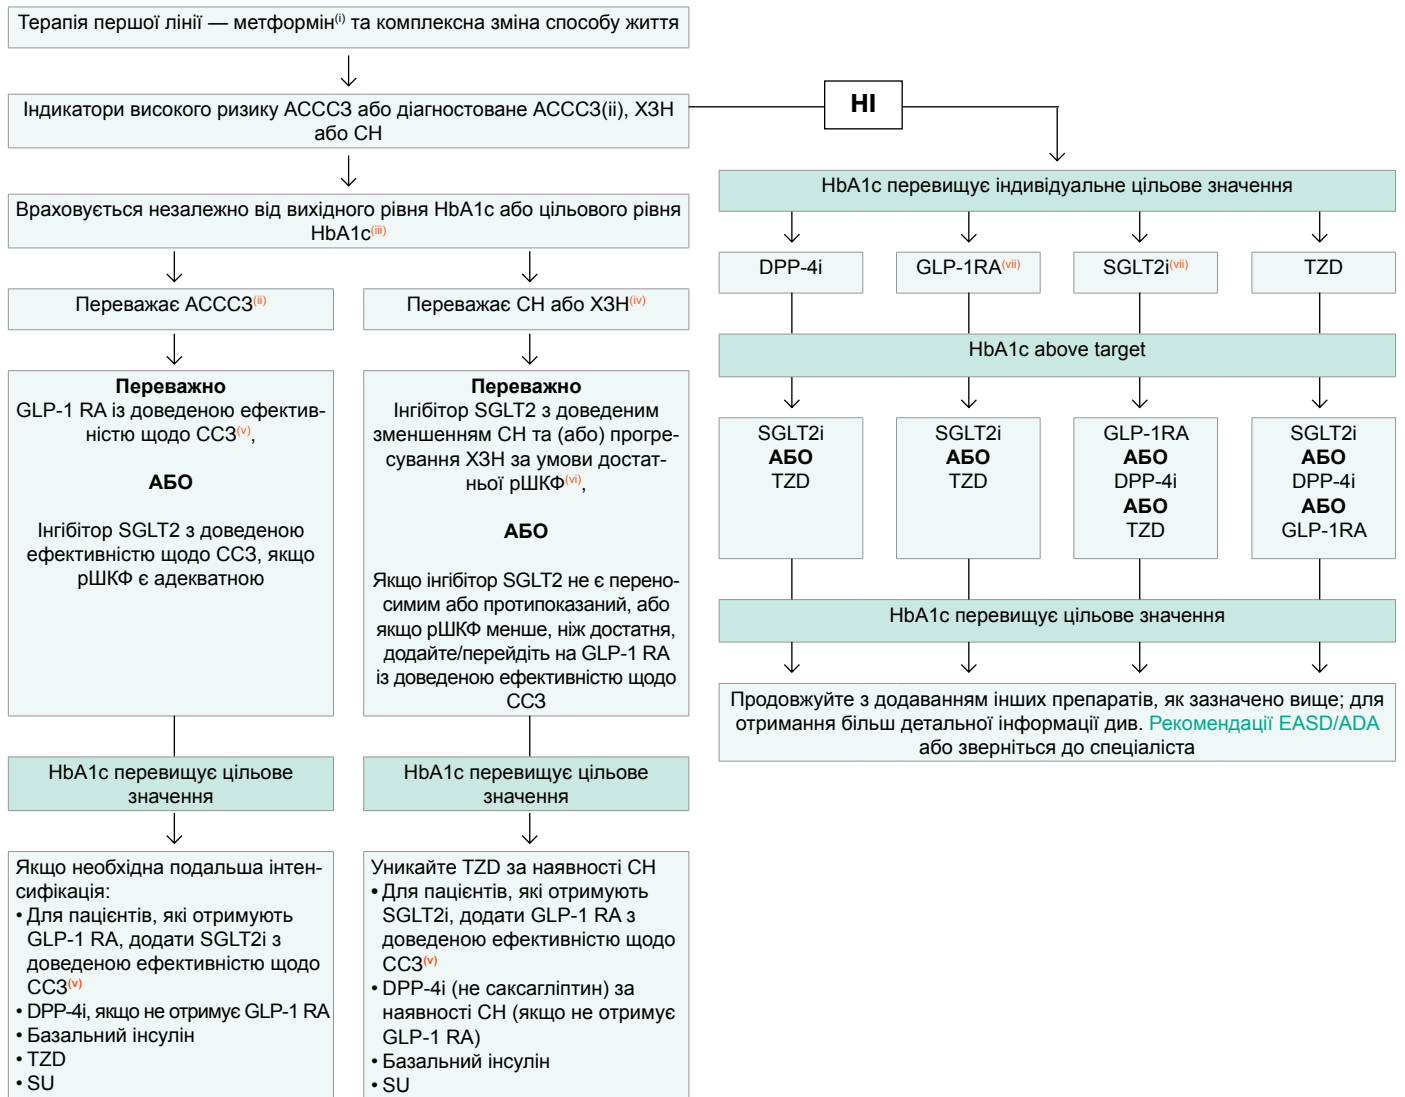 Терапія першої лінії — метформін(i) та комплексна зміна способу життя
Індикатори високого ризику АССЗ або діагностоване АССЗ(ii), ХЗН
або СН
НІ
Враховується незалежно від вихідного рівня HbA1c або цільового рівня
HbA1c(iii)
Переважає АССЗ(ii)
Переважає СН або ХЗН(iv)
Переважно
GLP-1 RA із доведеною ефектив-
ністю щодо ССЗ(v),
АБО
Інгібітор SGLT2 з доведеною
ефективністю щодо ССЗ, якщо
рШКФ є адекватною
Переважно
Інгібітор SGLT2 з доведеним
зменшенням СН та (або) прогре-
сування ХЗН за умови достат-
ньої рШКФ(vi),
АБО
Якщо інгібітор SGLT2 не є перено-
симим або протипоказаний, або
якщо рШКФ менше, ніж достатня,
додайте/перейдіть на GLP-1 RA
із доведеною ефективністю щодо
ССЗ
HbA1c перевищує цільове
значення
HbA1c перевищує цільове
значення
Якщо необхідна подальша інтен-
сифікація:
• Для пацієнтів, які отримують
GLP-1 RA, додати SGLT2i з
доведеною ефективністю щодо
ССЗ(v)
• DPP-4i, якщо не отримує GLP-1 RA
• Базальний інсулін
• TZD
• SU
Уникайте TZD за наявності СН
• Для пацієнтів, які отримують
SGLT2i, додати GLP-1 RA з
доведеною ефективністю щодо
ССЗ(v)
• DPP-4i (не саксагліптин) за
наявності СН (якщо не отримує
GLP-1 RA)
• Базальний інсулін
• SU
HbA1c перевищує індивідуальне цільове значення
DPP-4i
GLP-1RA(vii)
SGLT2i(vii)
TZD
HbA1c above target
SGLT2i
АБО
TZD
SGLT2i
АБО
TZD
GLP-1RA
АБО
DPP-4i
АБО
TZD
SGLT2i
АБО
DPP-4i
АБО
GLP-1RA
HbA1c перевищує цільове значення
Продовжуйте з додаванням інших препаратів, як зазначено вище; для
отримання більш детальної інформації див. Рекомендації EASD/ADA
або зверніться до спеціаліста